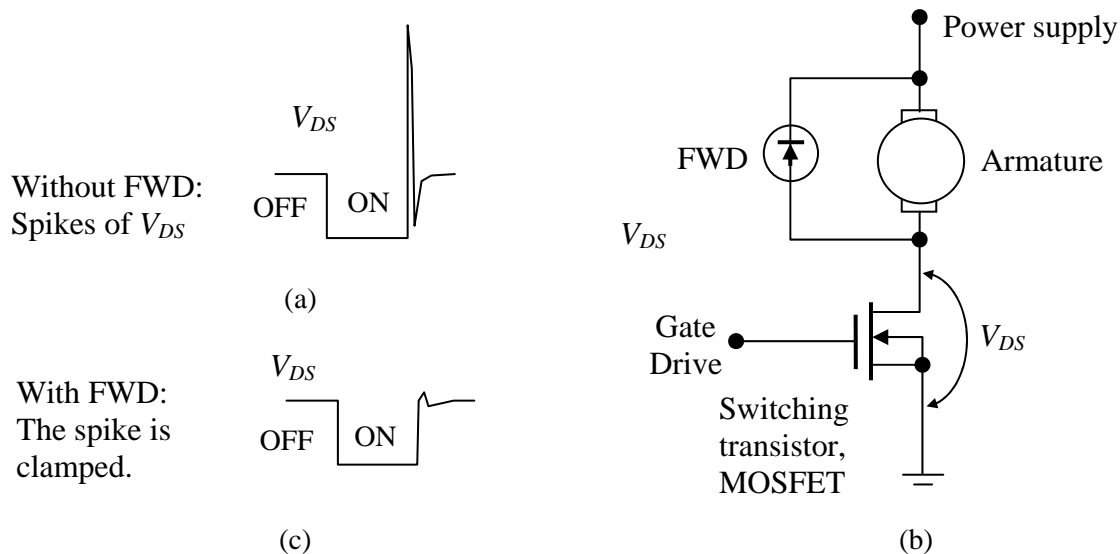 V_DS
Without FWD:
Spikes of V_DS
OFF
ON
(a)
V_DS
With FWD:
The spike is
clamped.
OFF
ON
(c)
Power supply
FWD
Armature
V_DS
Gate
Drive
V_DS
Switching
transistor,
MOSFET
(b)